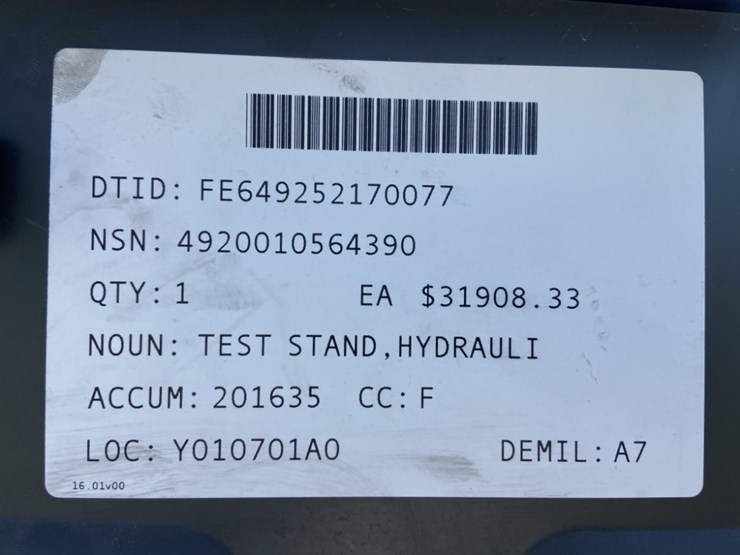 DTID: FE649252170077
NSN: 4920010564390
QTY: 1 EA $31908.33
NOUN: TEST STAND,HYDRAULI
ACCUM: 201635 CC: F
LOC: Y010701A0 DEMIL: A7
16.01v00